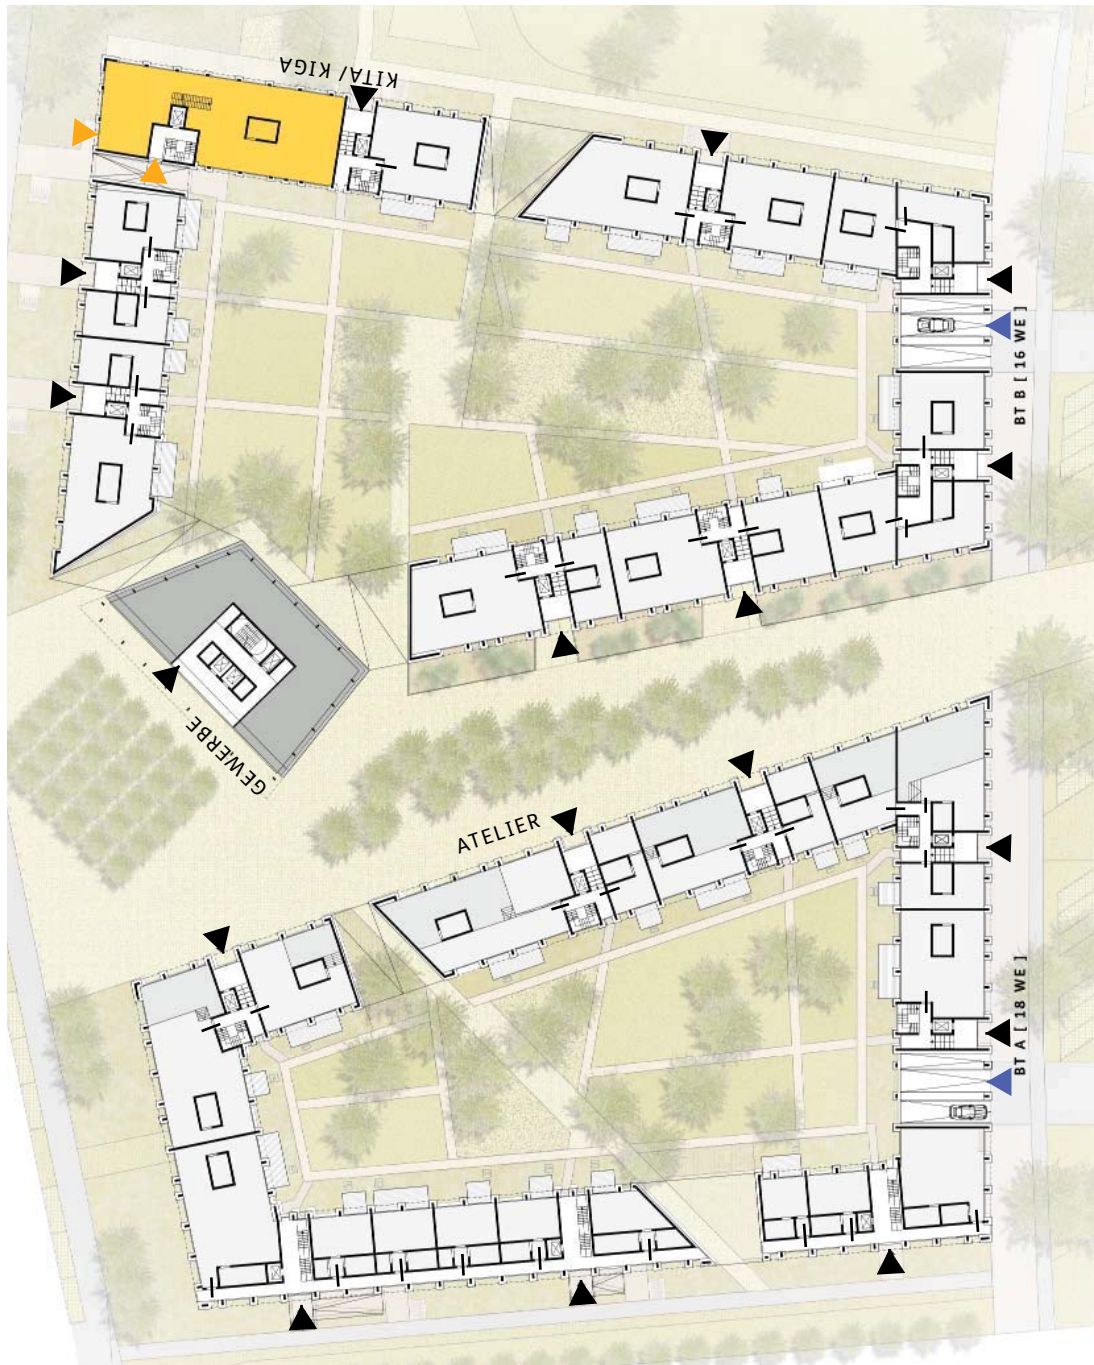 KITA/ KIGA
BT B [ 16 WE ]
GEWERBE
ATELIER
BT A [ 18 WE ]